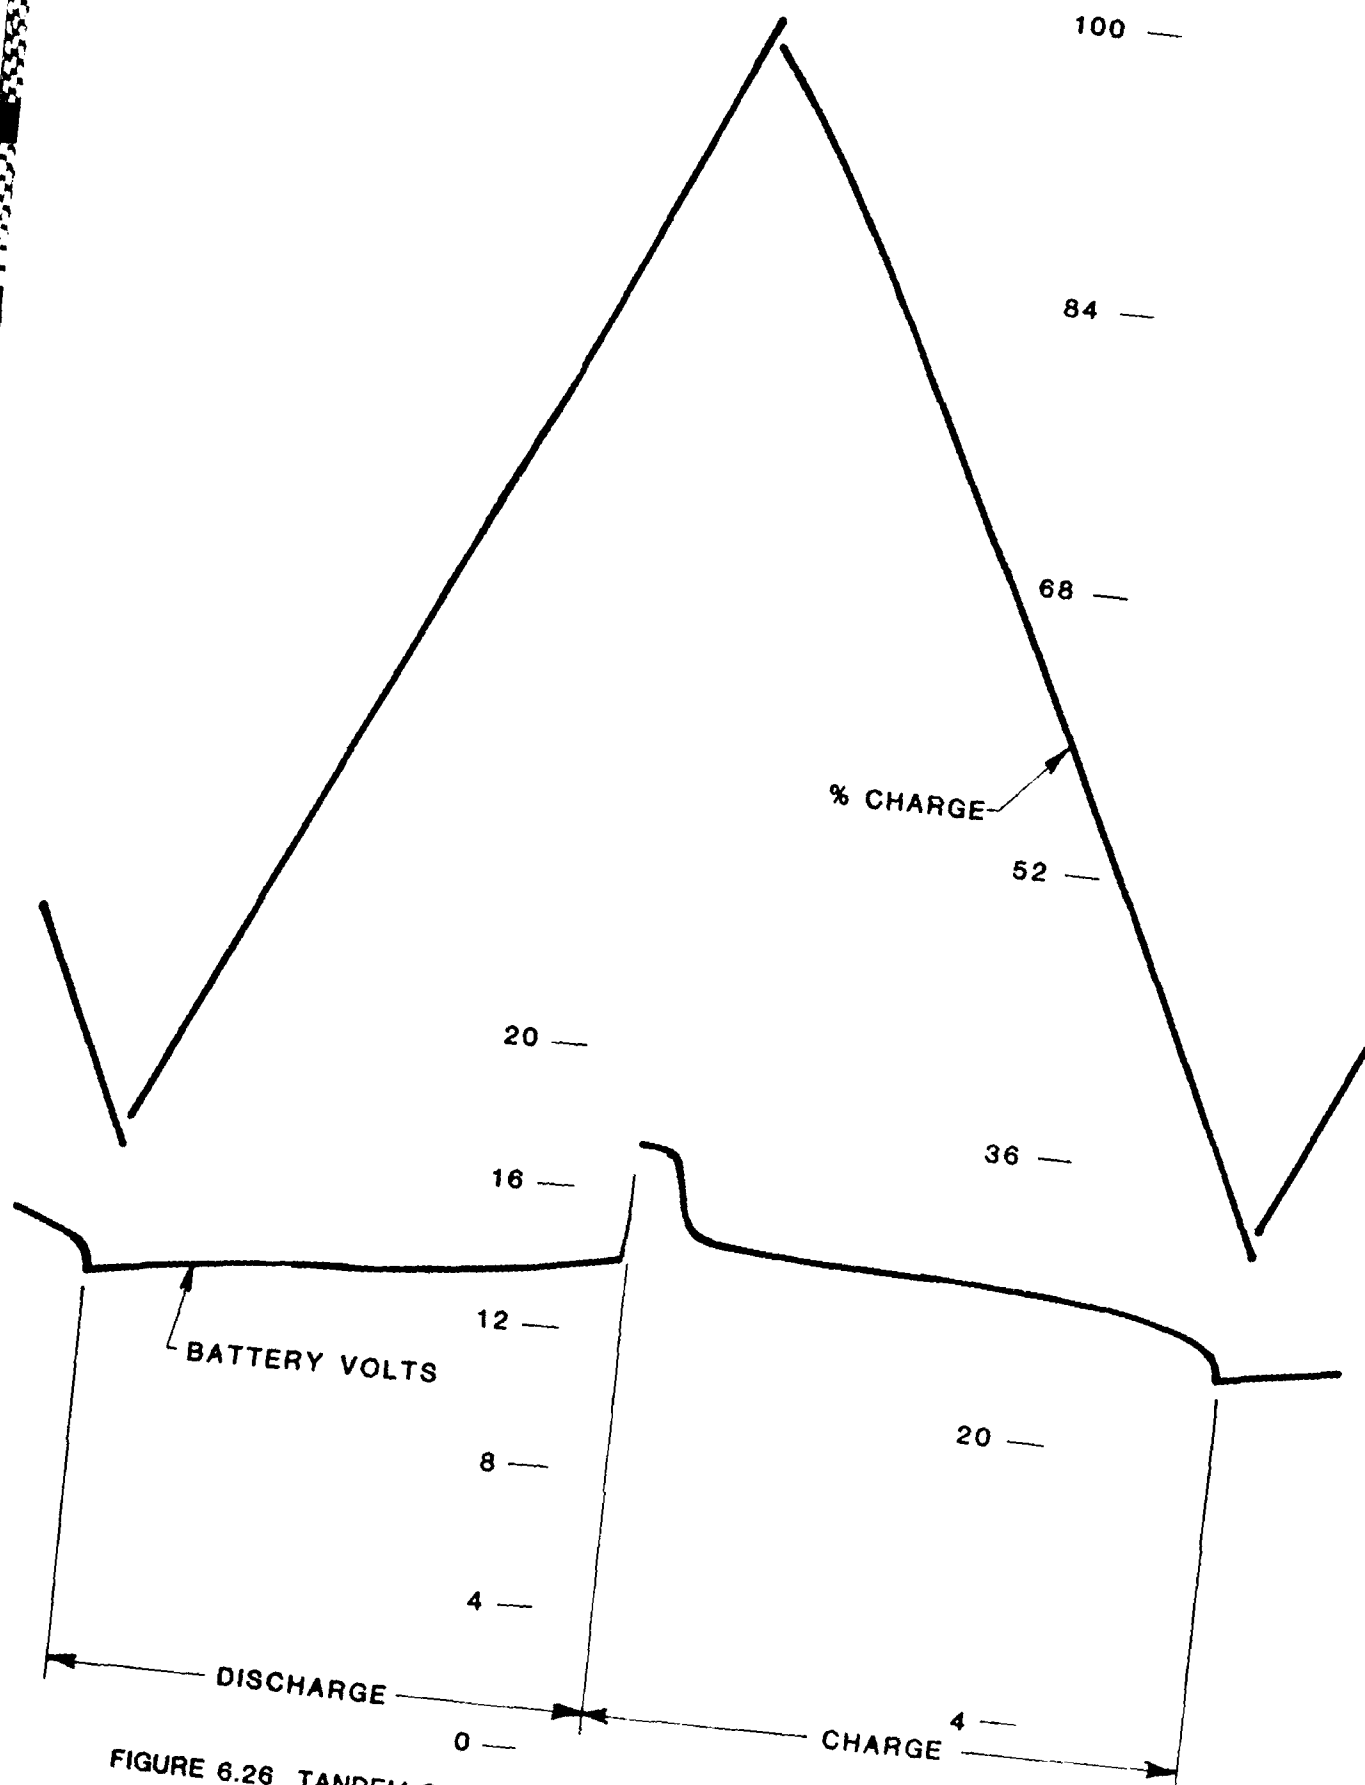 100 —
84 —
68 —
% CHARGE
52 —
20 —
36 —
16 —
12 —
BATTERY VOLTS
20 —
8 —
4 —
DISCHARGE
4 —
CHARGE
0 —
FIGURE 6.26